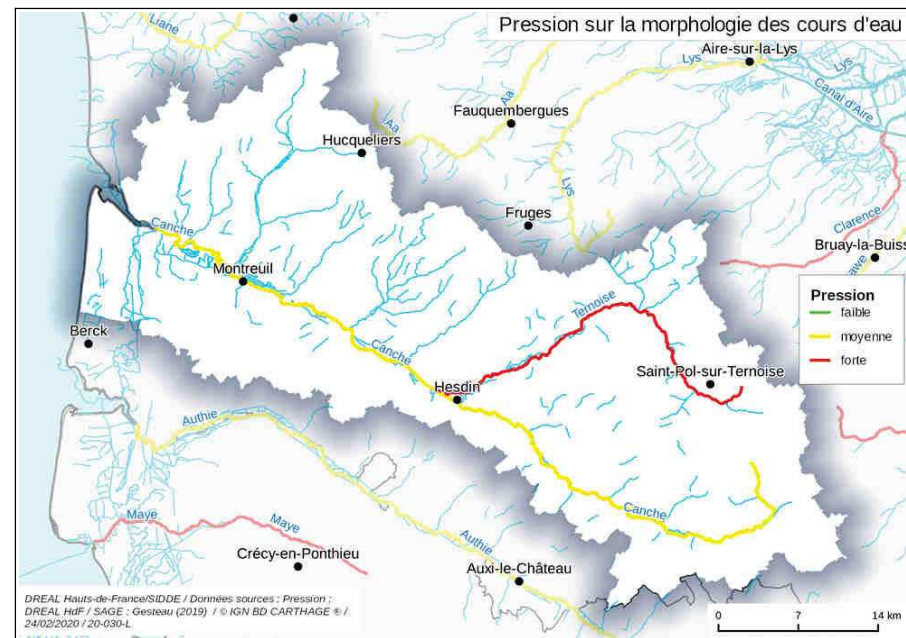 Pression sur la morphologie des cours d'eau
Liane
Aire-sur-la-Lys
Lys
Lys
Canal d'Aire
Aa
Fauquembergues
Aa
Hucqueliers
Lys
Fruges
Clarence
Canche
Bruay-la-Buiss
awe
Montreuil
Ternoise
Pression
faible
moyenne
forte
Berck
Canche
Saint-Pol-sur-Ternoise
Hesdin
Authie
Canche
Maye
Maye
Crécy-en-Ponthieu
Authie
Auxi-le-Château
DREAL Hauts-de-France/SIDDE / Données sources : Pression :
DREAL HdF / SAGE : Gesteau (2019) / © IGN BD CARTHAGE ® /
24/02/2020 / 20-030-L
0 7 14 km